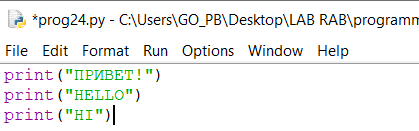 *prog24.py - C:\Users\GO_PB\Desktop\LAB RAB\programm
File Edit Format Run Options Window Help
print("ПРИВЕТ!")
print("HELLO")
print("HI")